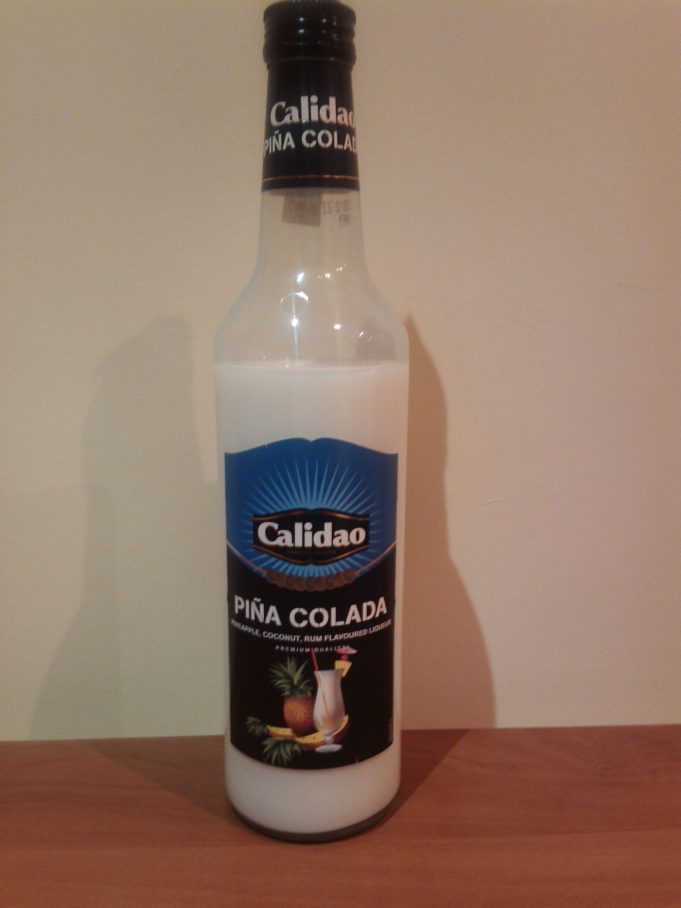 Calidao
PIÑA COLADA
Calidao
PIÑA COLADA
PINEAPPLE, COCONUT, RUM FLAVOURED LIQUEUR
PREMIUM QUALITY